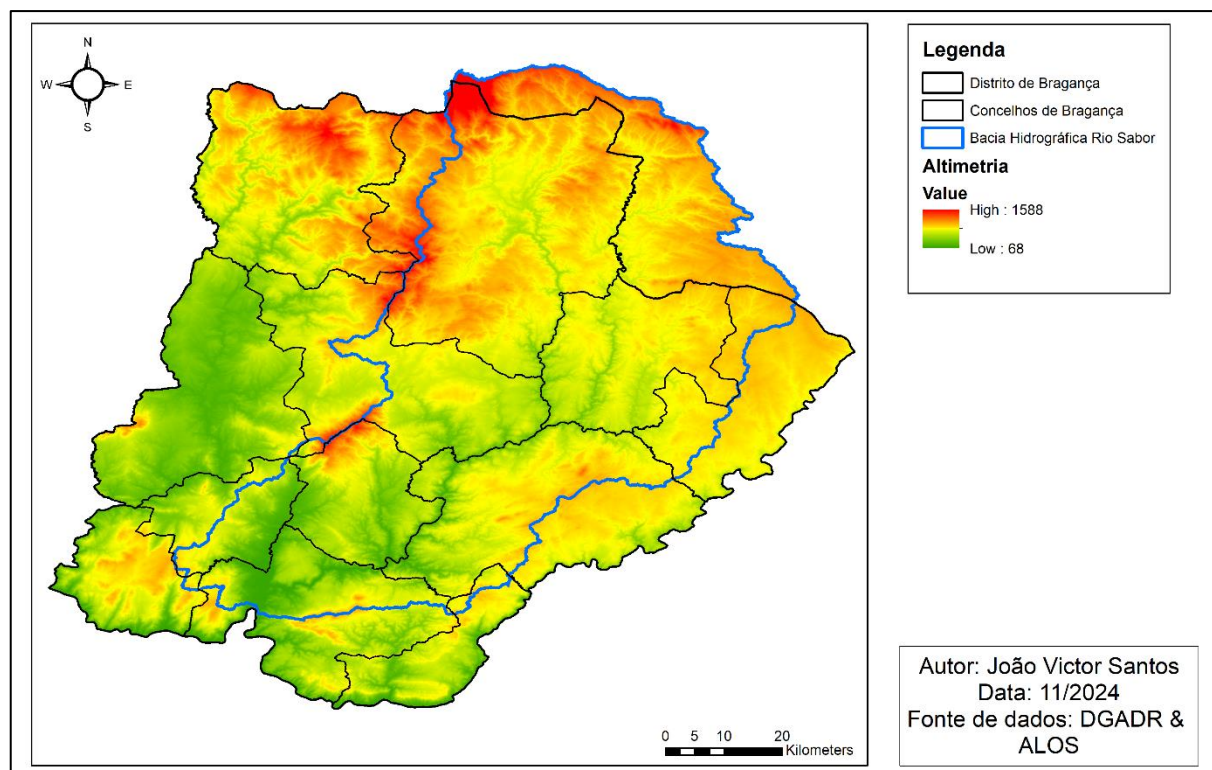 N
W E
S
Legenda
Distrito de Bragança
Concelhos de Bragança
Bacia Hidrográfica Rio Sabor
Altimetria
Value
High : 1588
Low : 68
0 5 10 20
Kilometers
Autor: João Victor Santos
Data: 11/2024
Fonte de dados: DGADR &
ALOS